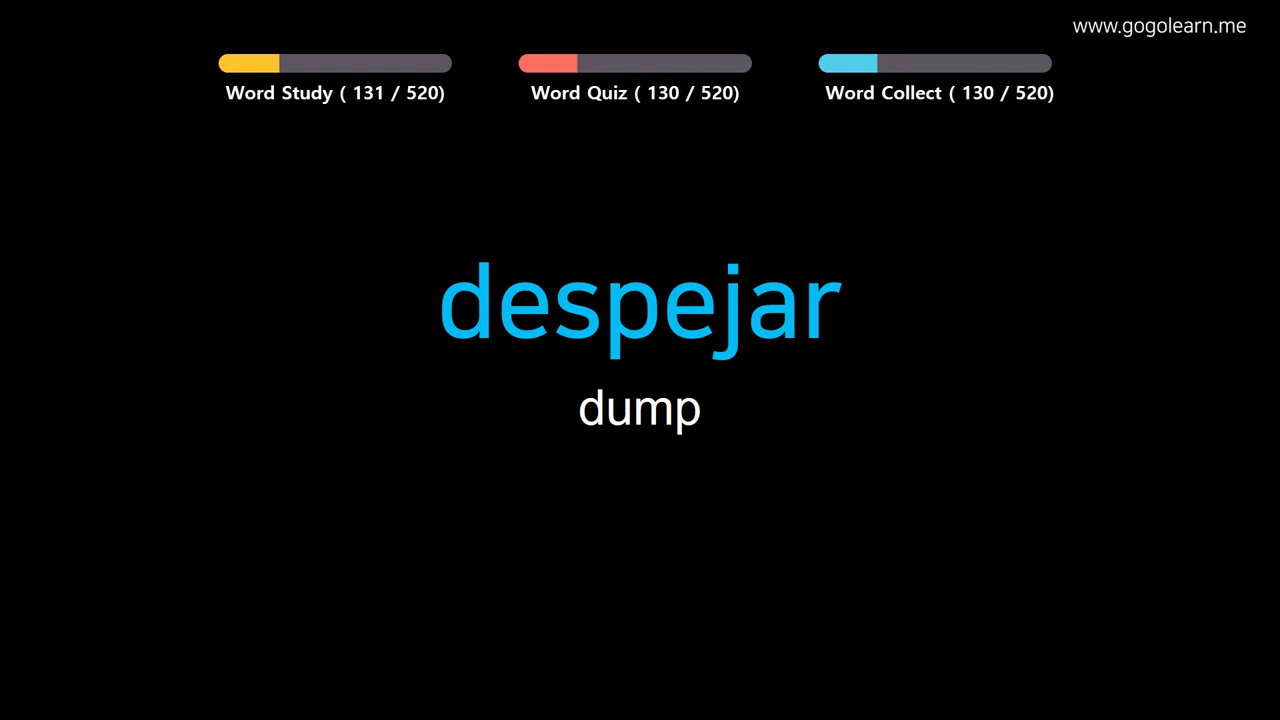 www.gogolearn.me
Word Study ( 131 / 520)
Word Quiz ( 130 / 520)
Word Collect ( 130 / 520)
despejar
dump